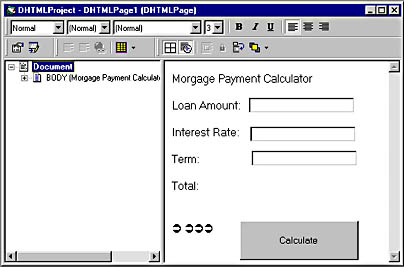 DHTMLProject - DHTMLPage1 (DHTMLPage)
(Normal (Normal) (Normal) 3 B I U
Document
BODY (Morgage Payment Calculat
Morgage Payment Calculator
Loan Amount:
Interest Rate:
Term:
Total:
Calculate